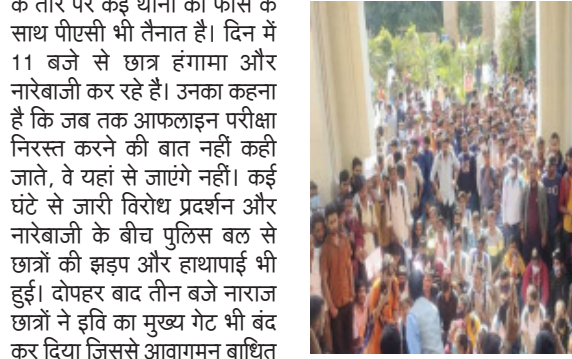 के तौर पर कई थानों की फोर्स के
साथ पीएसी भी तैनात है। दिन में
11 बजे से छात्र हंगामा और
नारेबाजी कर रहे हैं। उनका कहना
है कि जब तक आफलाइन परीक्षा
निरस्त करने की बात नहीं कही
जाते, वे यहां से जाएंगे नहीं। कई
घंटे से जारी विरोध प्रदर्शन और
नारेबाजी के बीच पुलिस बल से
छात्रों की झड़प और हाथापाई भी
हुई। दोपहर बाद तीन बजे नाराज
छात्रों ने इवि का मुख्य गेट भी बंद
कर दिया जिससे आवागमन बाधित